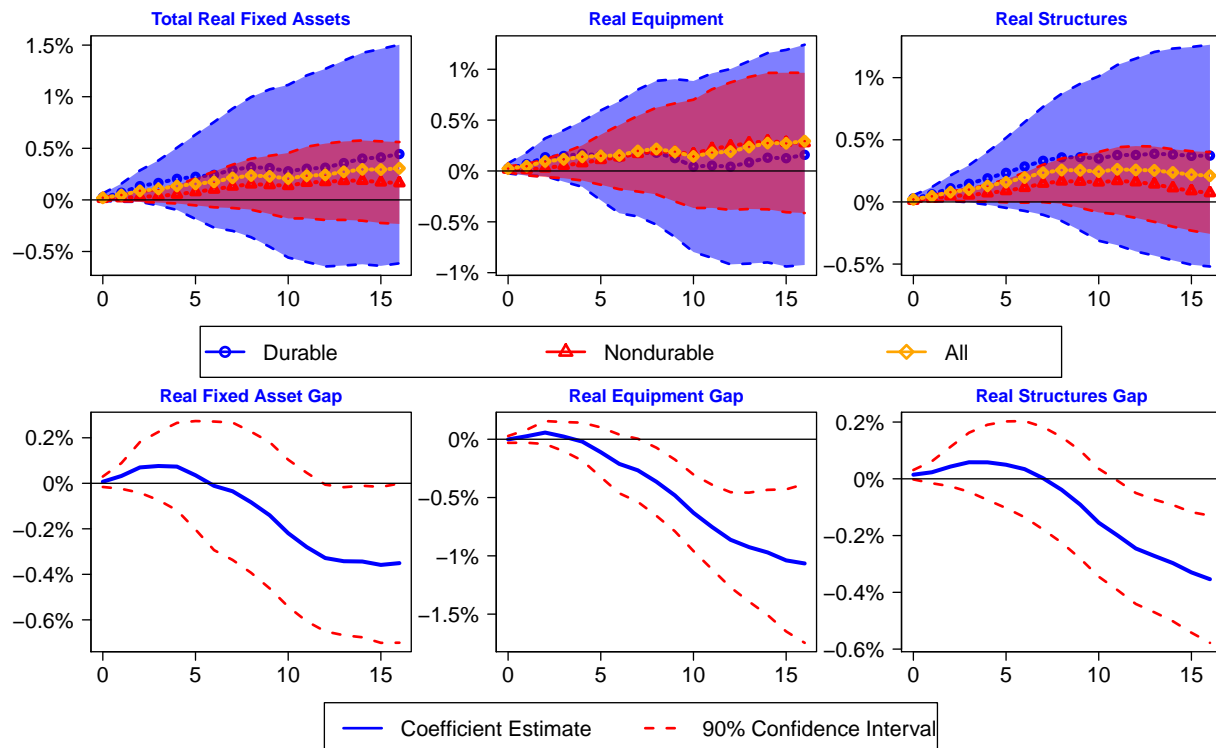 Total Real Fixed Assets
Real Equipment
Real Structures
1.5%
1%
0.5%
0%
−0.5%
0 5 10 15
1%
0.5%
0%
−0.5%
−1%
0 5 10 15
1%
0.5%
0%
−0.5%
0 5 10 15
Durable Nondurable All
Real Fixed Asset Gap
Real Equipment Gap
Real Structures Gap
0.2%
0%
−0.2%
−0.4%
−0.6%
0 5 10 15
0%
−0.5%
−1%
−1.5%
0 5 10 15
0.2%
0%
−0.2%
−0.4%
−0.6%
0 5 10 15
Coefficient Estimate 90% Confidence Interval